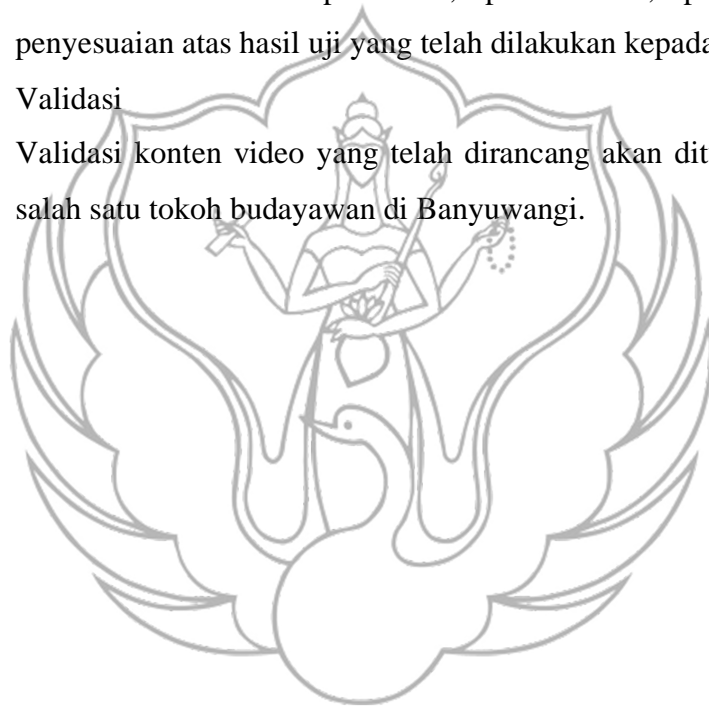 penyesuaian atas hasil uji yang telah dilakukan kepada
Validasi
Validasi konten video yang telah dirancang akan
salah satu tokoh budayawan di Banyuwangi.